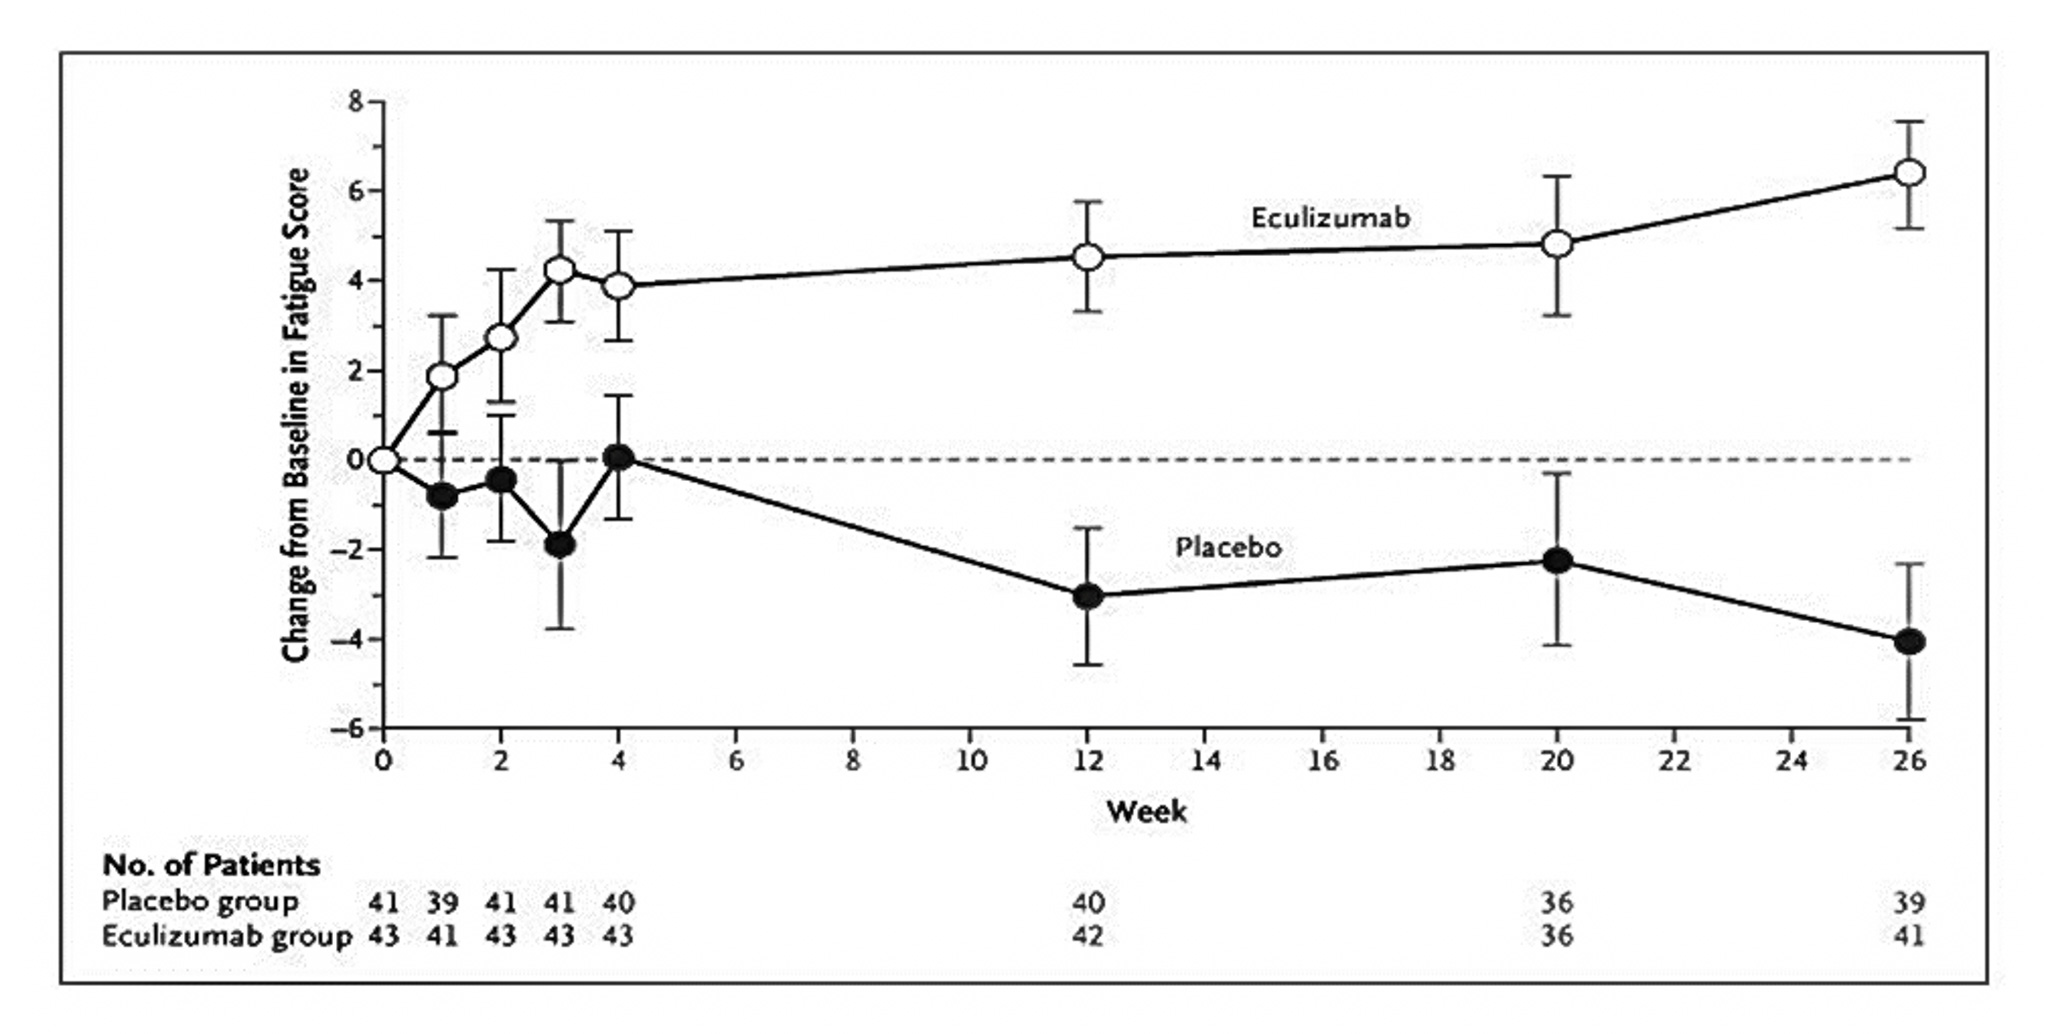 Change from Baseline in Fatigue Score
8
6
4
2
0
–2
–4
–6
Eculizumab
Placebo
0 2 4 6 8 10 12 14 16 18 20 22 24 26
Week
No. of Patients
Placebo group 41 39 41 41 40 40 36 39
Eculizumab group 43 41 43 43 43 42 36 41